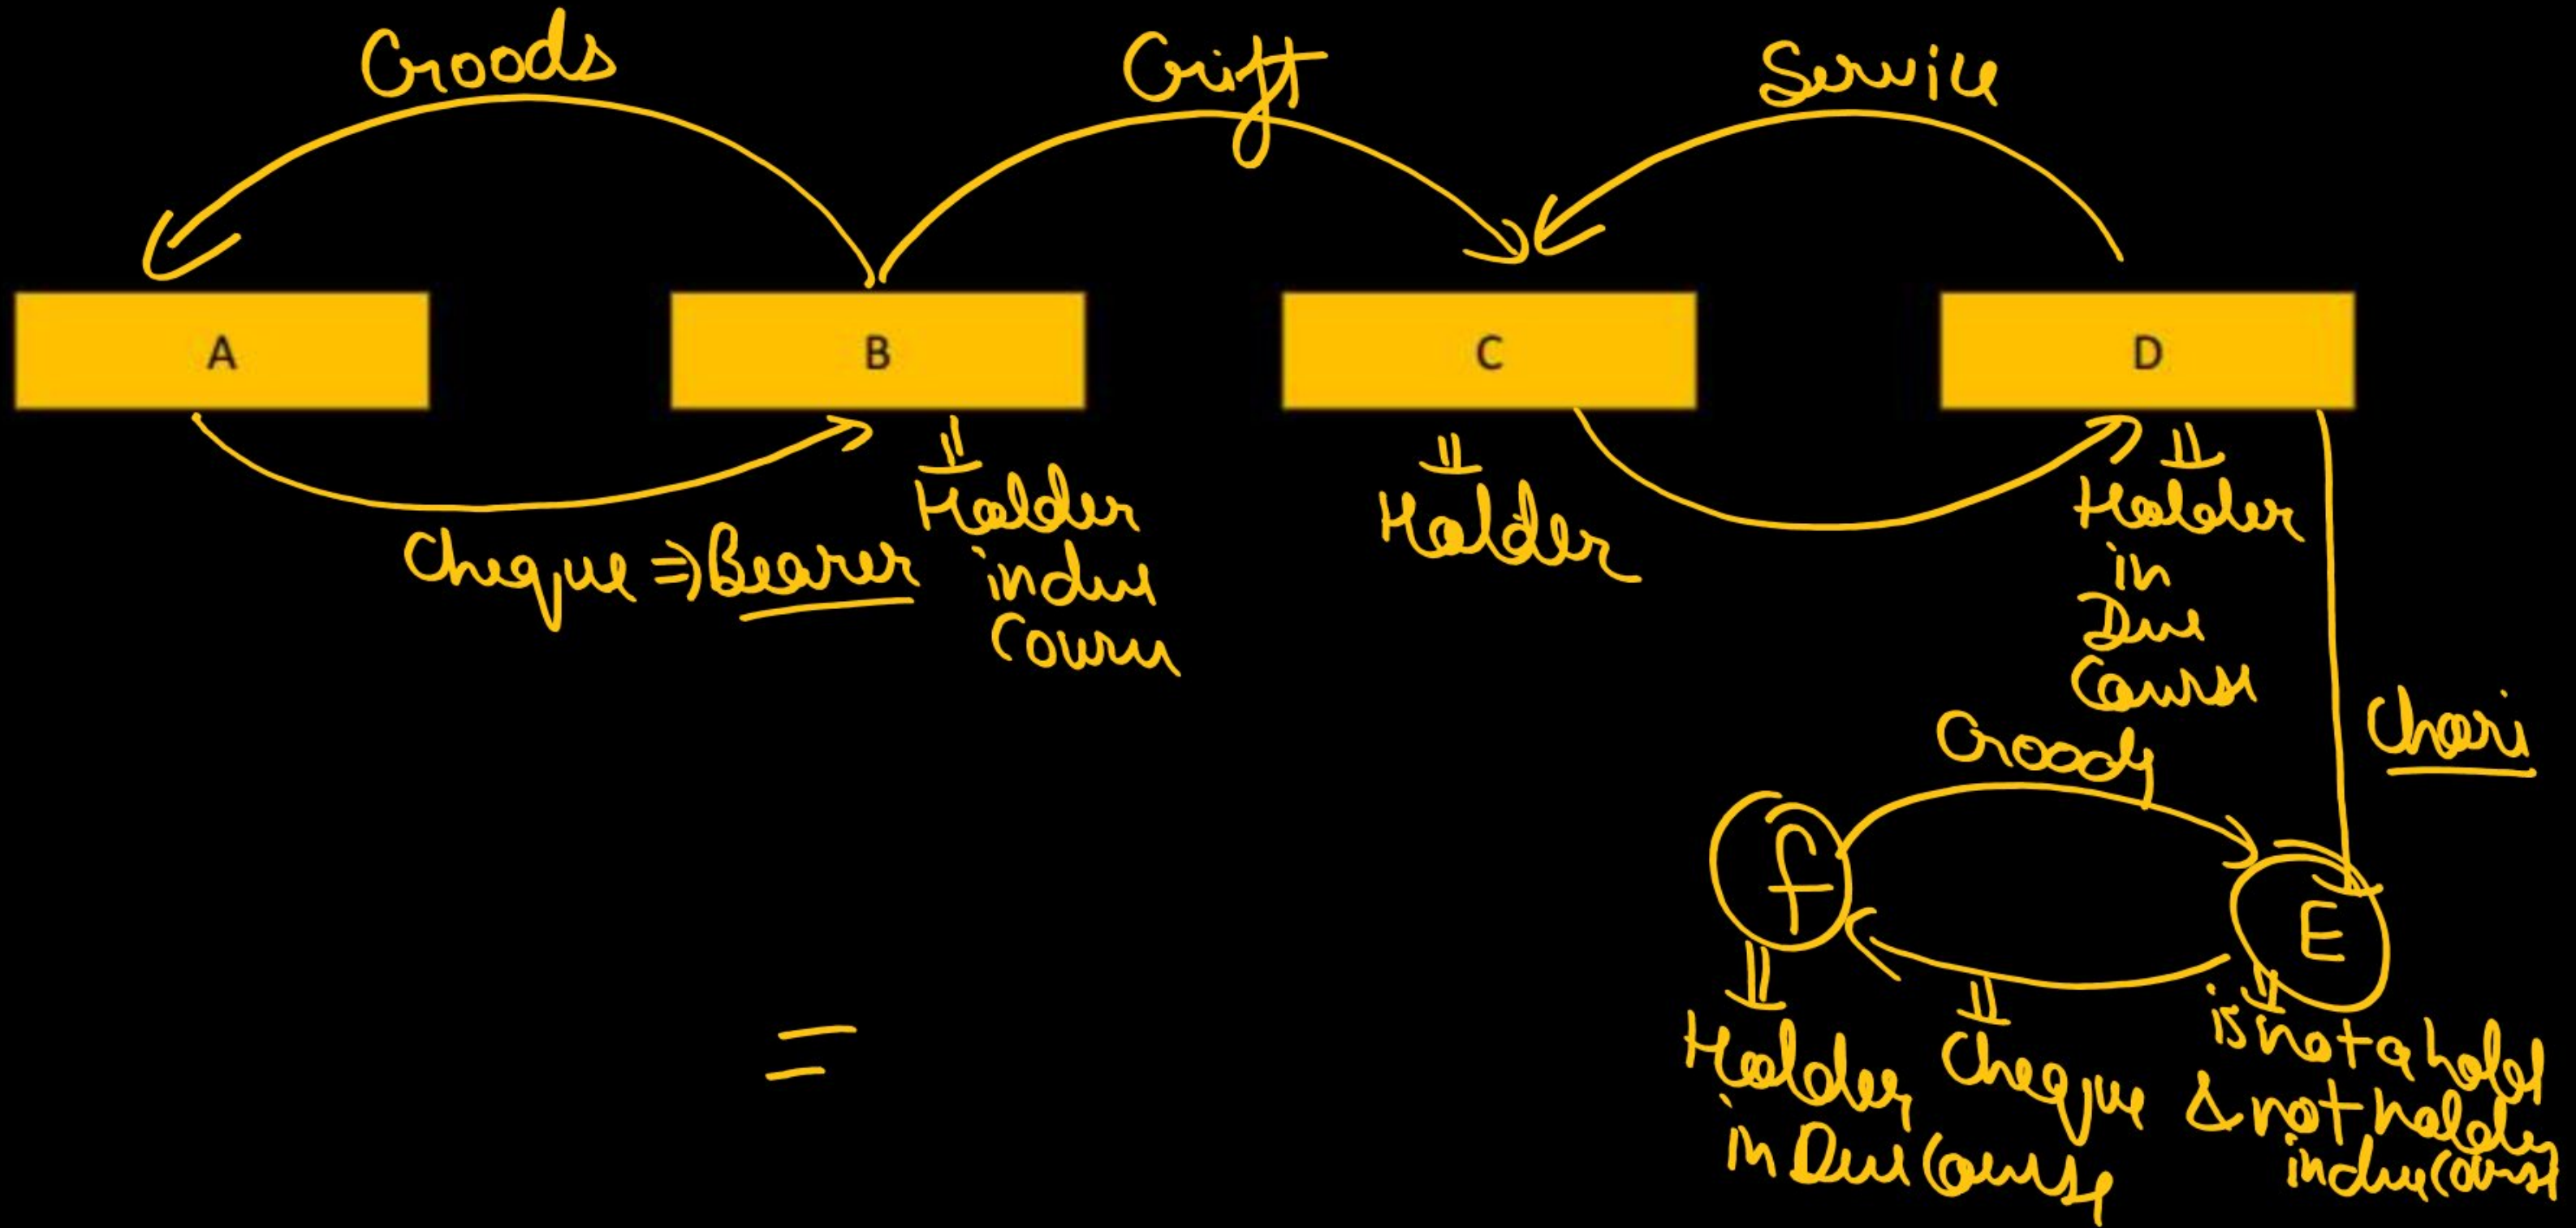 Goods
Gift
Service
A
B
C
D
Cheque ⇒ Bearer
Holder
in due
Course
Holder
Holder
in
Due
Course
Chori
Goods
f
E
Holder
in Due Course
Cheque
is not a holder
& not holder
in due course